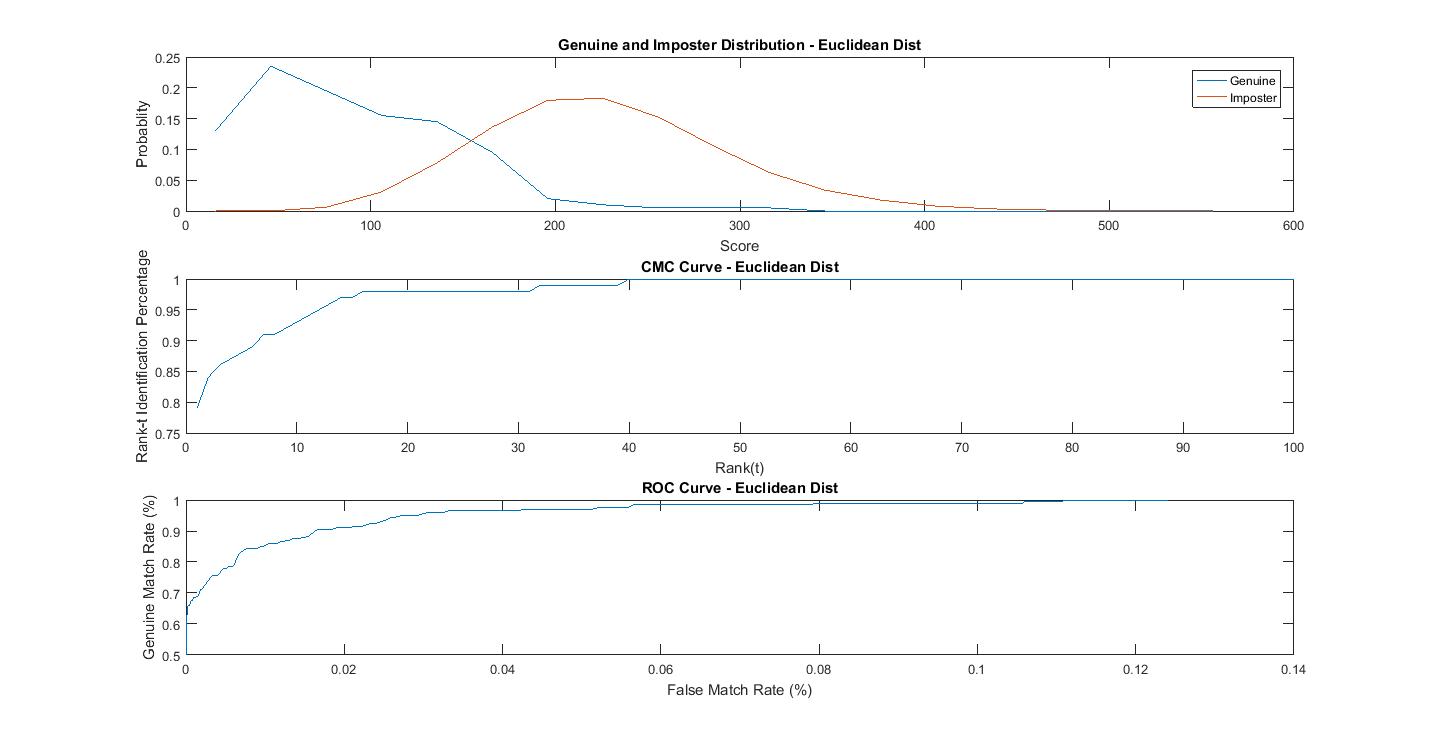 Genuine and Imposter Distribution - Euclidean Dist
0.25
0.2
0.15
0.1
0.05
0
Probablity
Genuine
Imposter
0 100 200 300 400 500 600
Score
CMC Curve - Euclidean Dist
1
0.95
0.9
0.85
0.8
0.75
Rank-t Identification Percentage
0 10 20 30 40 50 60 70 80 90 100
Rank(t)
ROC Curve - Euclidean Dist
1
0.9
0.8
0.7
0.6
0.5
Genuine Match Rate (%)
0 0.02 0.04 0.06 0.08 0.1 0.12 0.14
False Match Rate (%)